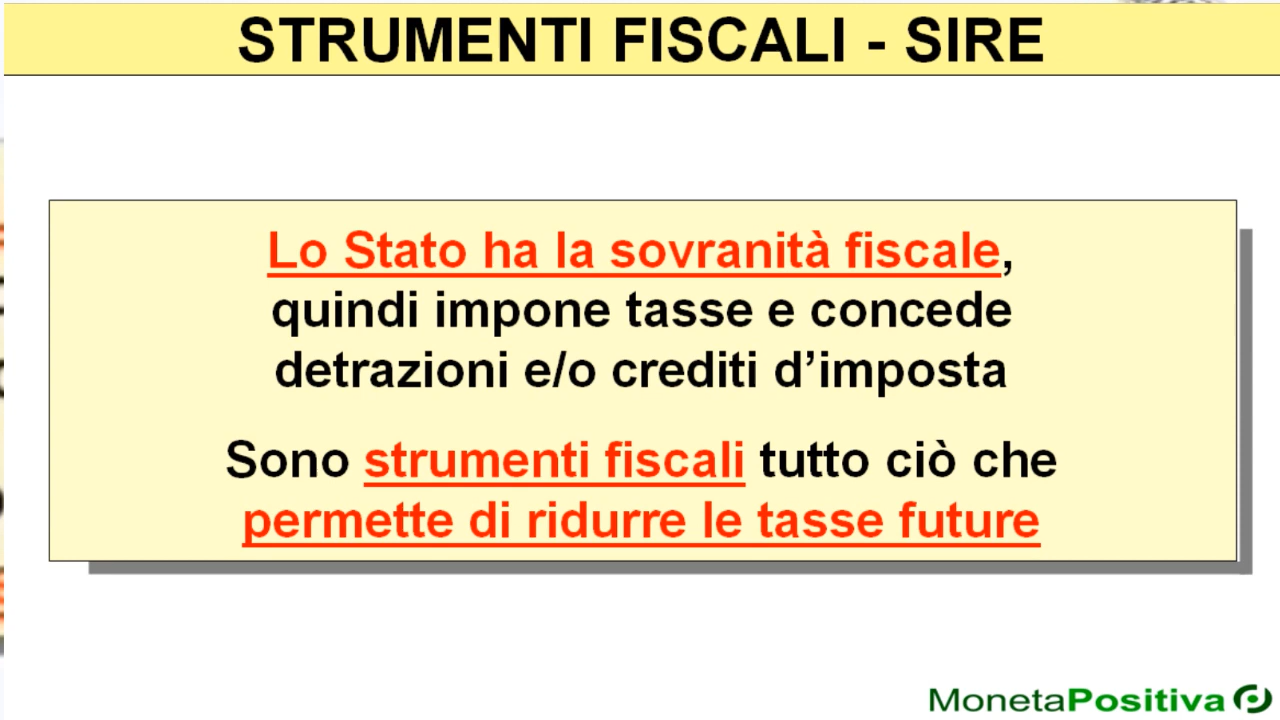 STRUMENTI FISCALI - SIRE
Lo Stato ha la sovranità fiscale,
quindi impone tasse e concede
detrazioni e/o crediti d’imposta
Sono strumenti fiscali tutto ciò che
permette di ridurre le tasse future
MonetaPositiva